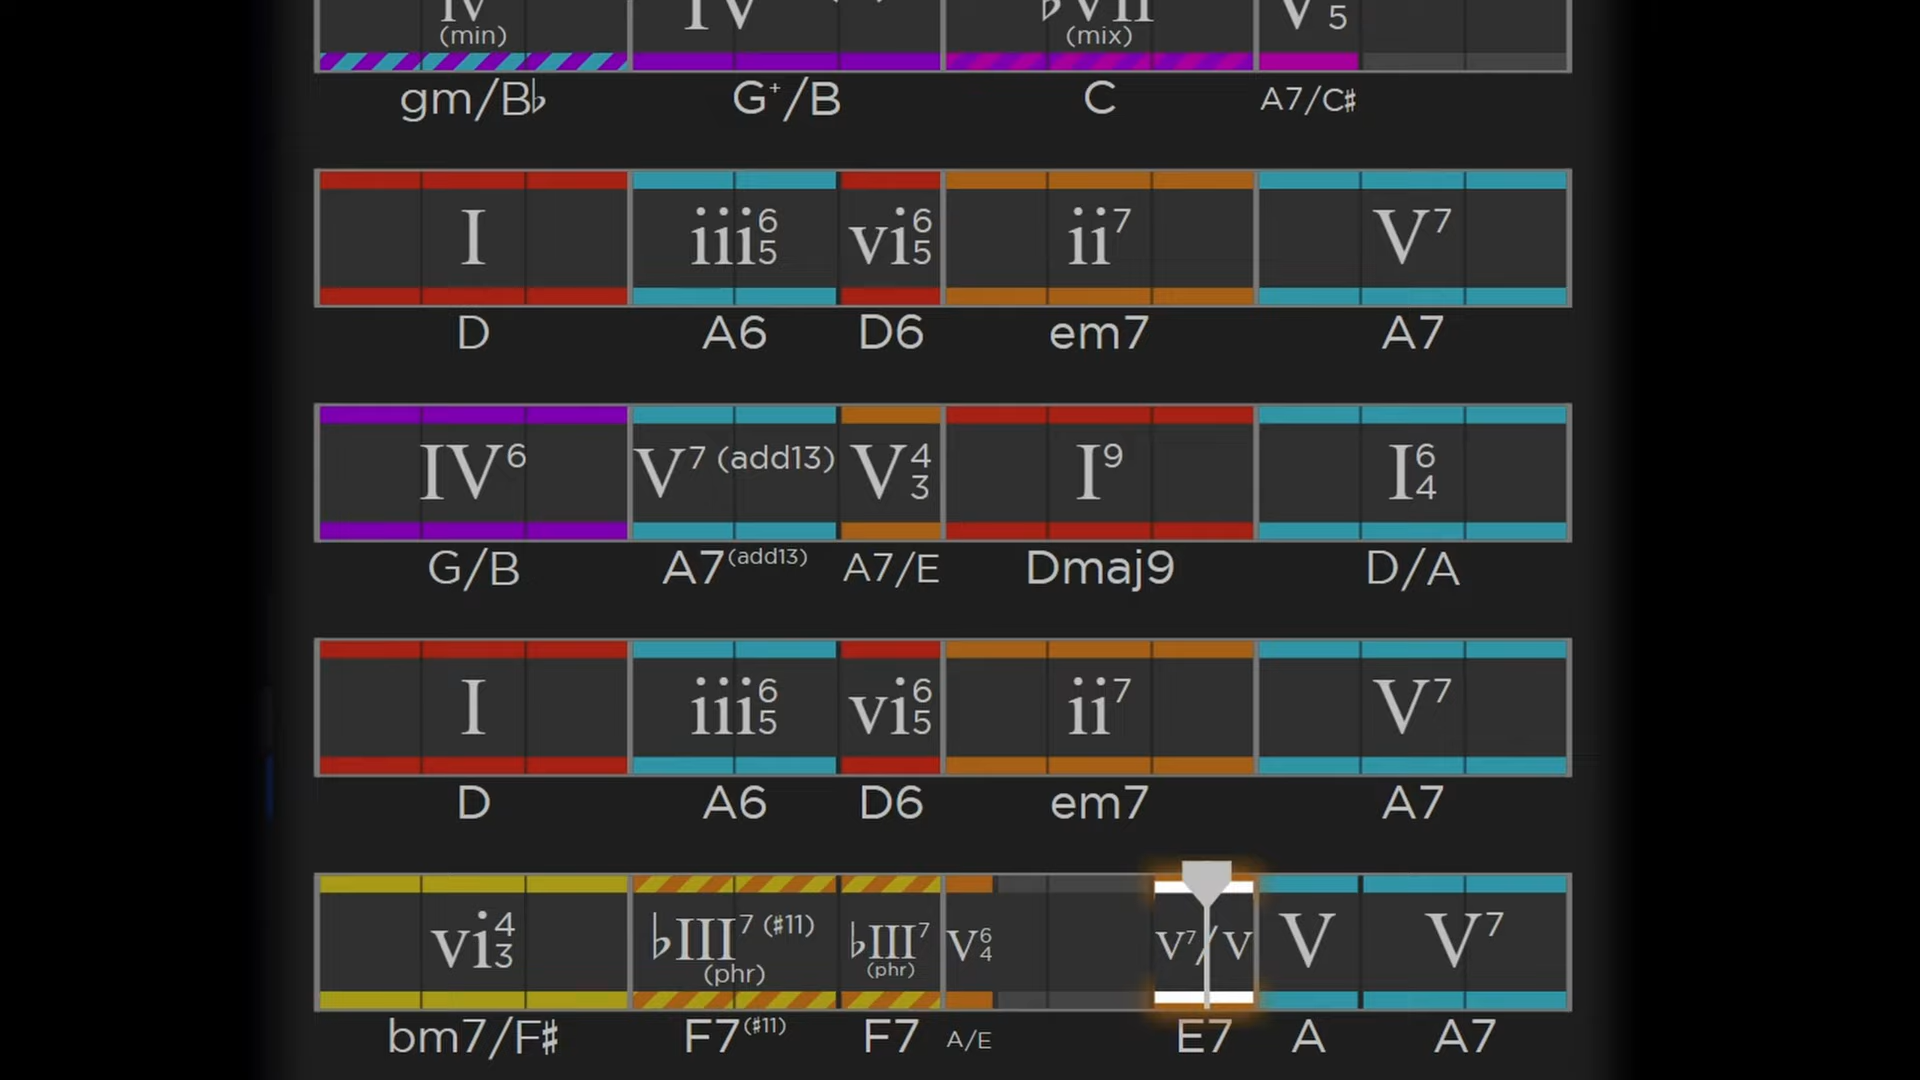 (min) (mix) 5
gm/B♭ G⁺/B C A7/C♯
I iii⁶₅ vi⁶₅ ii⁷ V⁷
D A6 D6 em7 A7
IV⁶ V⁷ (add13) V⁴₃ I⁹ I⁶₄
G/B A7(add13) A7/E Dmaj9 D/A
I iii⁶₅ vi⁶₅ ii⁷ V⁷
D A6 D6 em7 A7
vi⁴₃ ♭III⁷ (♯11) (phr) ♭III⁷ (phr) V⁶₄ V⁷/V V V⁷
bm7/F♯ F7(♯11) F7 A/E E7 A A7